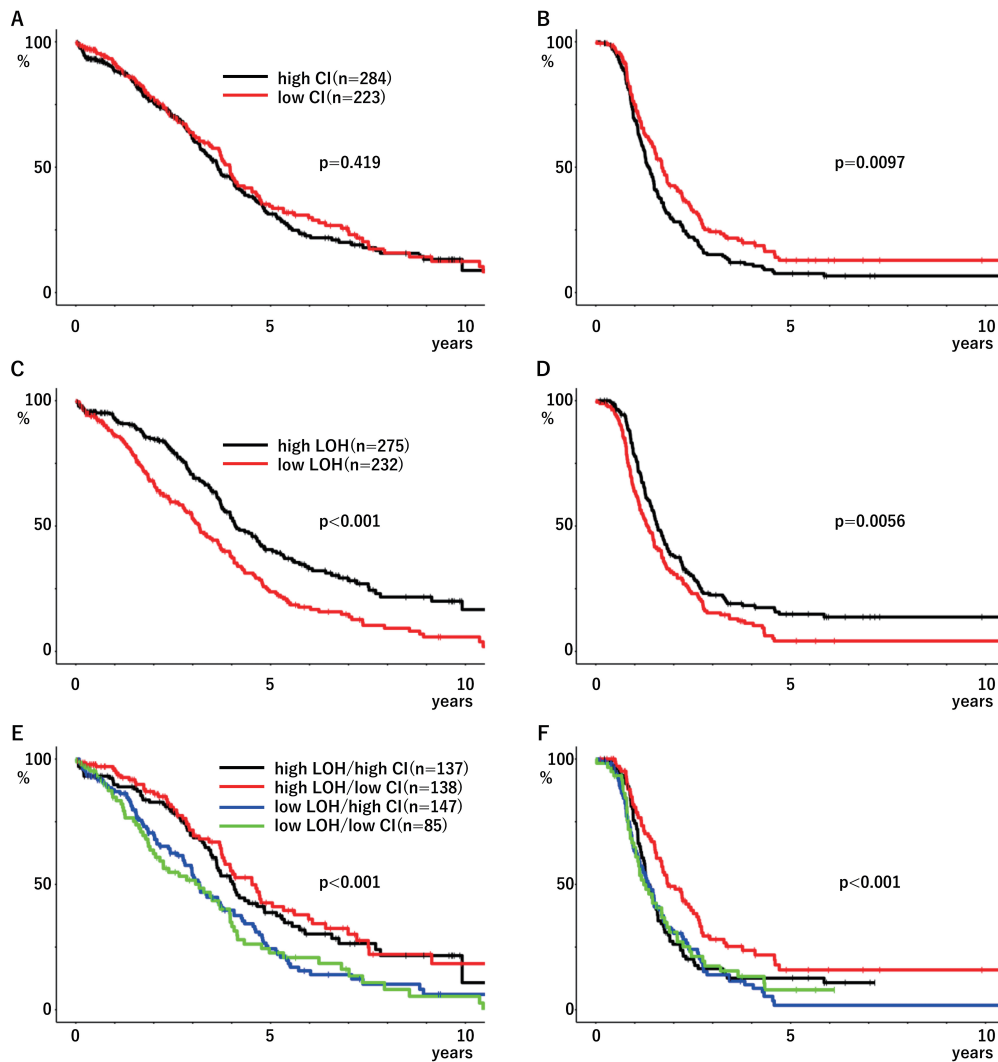 A
100
%
50
0
0 5 10
years
high CI(n=284)
low CI(n=223)
p=0.419
B
100
%
50
0
0 5 10
years
p=0.0097
C
100
%
50
0
0 5 10
years
high LOH(n=275)
low LOH(n=232)
p<0.001
D
100
%
50
0
0 5 10
years
p=0.0056
E
100
%
50
0
0 5 10
years
high LOH/high CI(n=137)
high LOH/low CI(n=138)
low LOH/high CI(n=147)
low LOH/low CI(n=85)
p<0.001
F
100
%
50
0
0 5 10
years
p<0.001